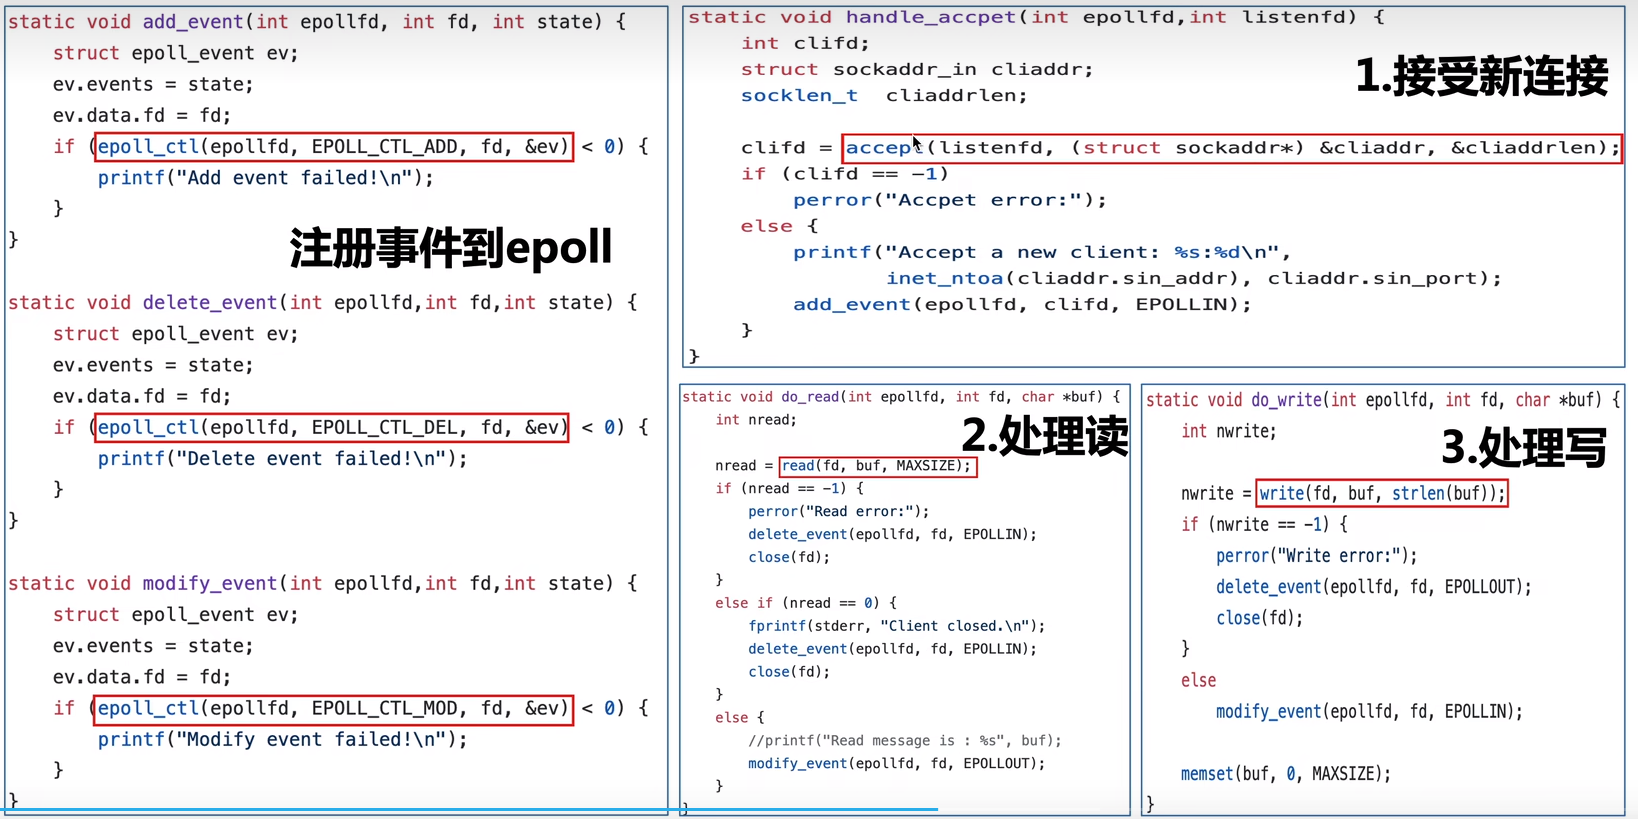 static void add_event(int epollfd, int fd, int state) {
    struct epoll_event ev;
    ev.events = state;
    ev.data.fd = fd;
    if (epoll_ctl(epollfd, EPOLL_CTL_ADD, fd, &ev) < 0) {
        printf("Add event failed!\n");
    }
}
注册事件到epoll
static void delete_event(int epollfd,int fd,int state) {
    struct epoll_event ev;
    ev.events = state;
    ev.data.fd = fd;
    if (epoll_ctl(epollfd, EPOLL_CTL_DEL, fd, &ev) < 0) {
        printf("Delete event failed!\n");
    }
}
static void modify_event(int epollfd,int fd,int state) {
    struct epoll_event ev;
    ev.events = state;
    ev.data.fd = fd;
    if (epoll_ctl(epollfd, EPOLL_CTL_MOD, fd, &ev) < 0) {
        printf("Modify event failed!\n");
    }
}
static void handle_accpet(int epollfd,int listenfd) {
    int clifd;
    struct sockaddr_in cliaddr;
    socklen_t  cliaddrlen;
1.接受新连接
    clifd = accept(listenfd, (struct sockaddr*) &cliaddr, &cliaddrlen);
    if (clifd == -1)
        perror("Accpet error:");
    else {
        printf("Accept a new client: %s:%d\n",
               inet_ntoa(cliaddr.sin_addr), cliaddr.sin_port);
        add_event(epollfd, clifd, EPOLLIN);
    }
}
static void do_read(int epollfd, int fd, char *buf) {
    int nread;
2.处理读
    nread = read(fd, buf, MAXSIZE);
    if (nread == -1) {
        perror("Read error:");
        delete_event(epollfd, fd, EPOLLIN);
        close(fd);
    }
    else if (nread == 0) {
        fprintf(stderr, "Client closed.\n");
        delete_event(epollfd, fd, EPOLLIN);
        close(fd);
    }
    else {
        //printf("Read message is : %s", buf);
        modify_event(epollfd, fd, EPOLLOUT);
    }
}
static void do_write(int epollfd, int fd, char *buf) {
    int nwrite;
3.处理写
    nwrite = write(fd, buf, strlen(buf));
    if (nwrite == -1) {
        perror("Write error:");
        delete_event(epollfd, fd, EPOLLOUT);
        close(fd);
    }
    else
        modify_event(epollfd, fd, EPOLLIN);
    memset(buf, 0, MAXSIZE);
}